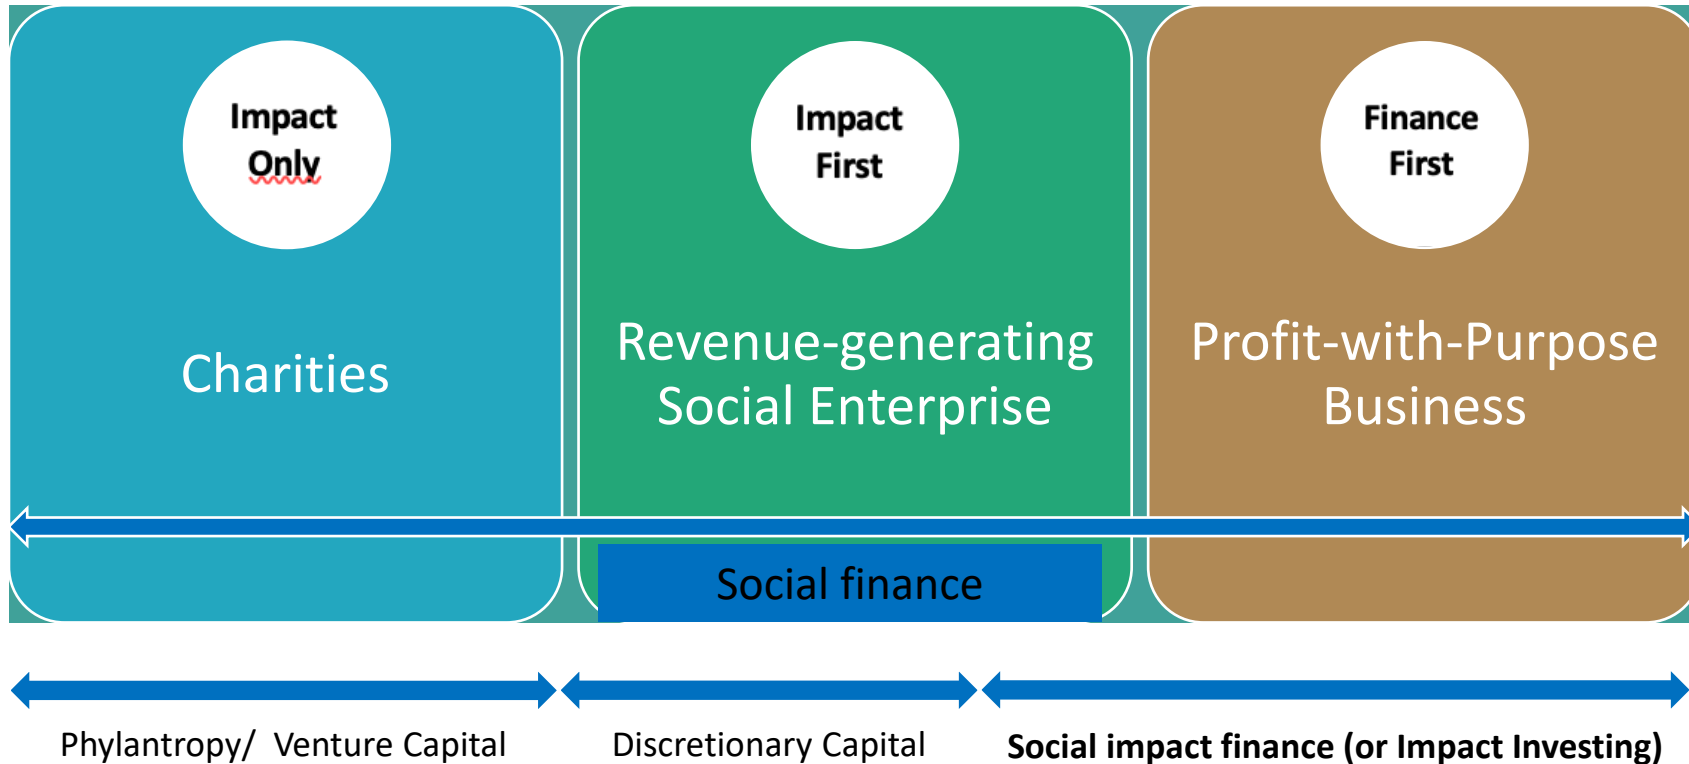 Impact
Only
Impact
First
Finance
First
Charities
Revenue-generating
Social Enterprise
Profit-with-Purpose
Business
Social finance
Phylantropy/  Venture Capital
Discretionary Capital
Social impact finance (or Impact Investing)